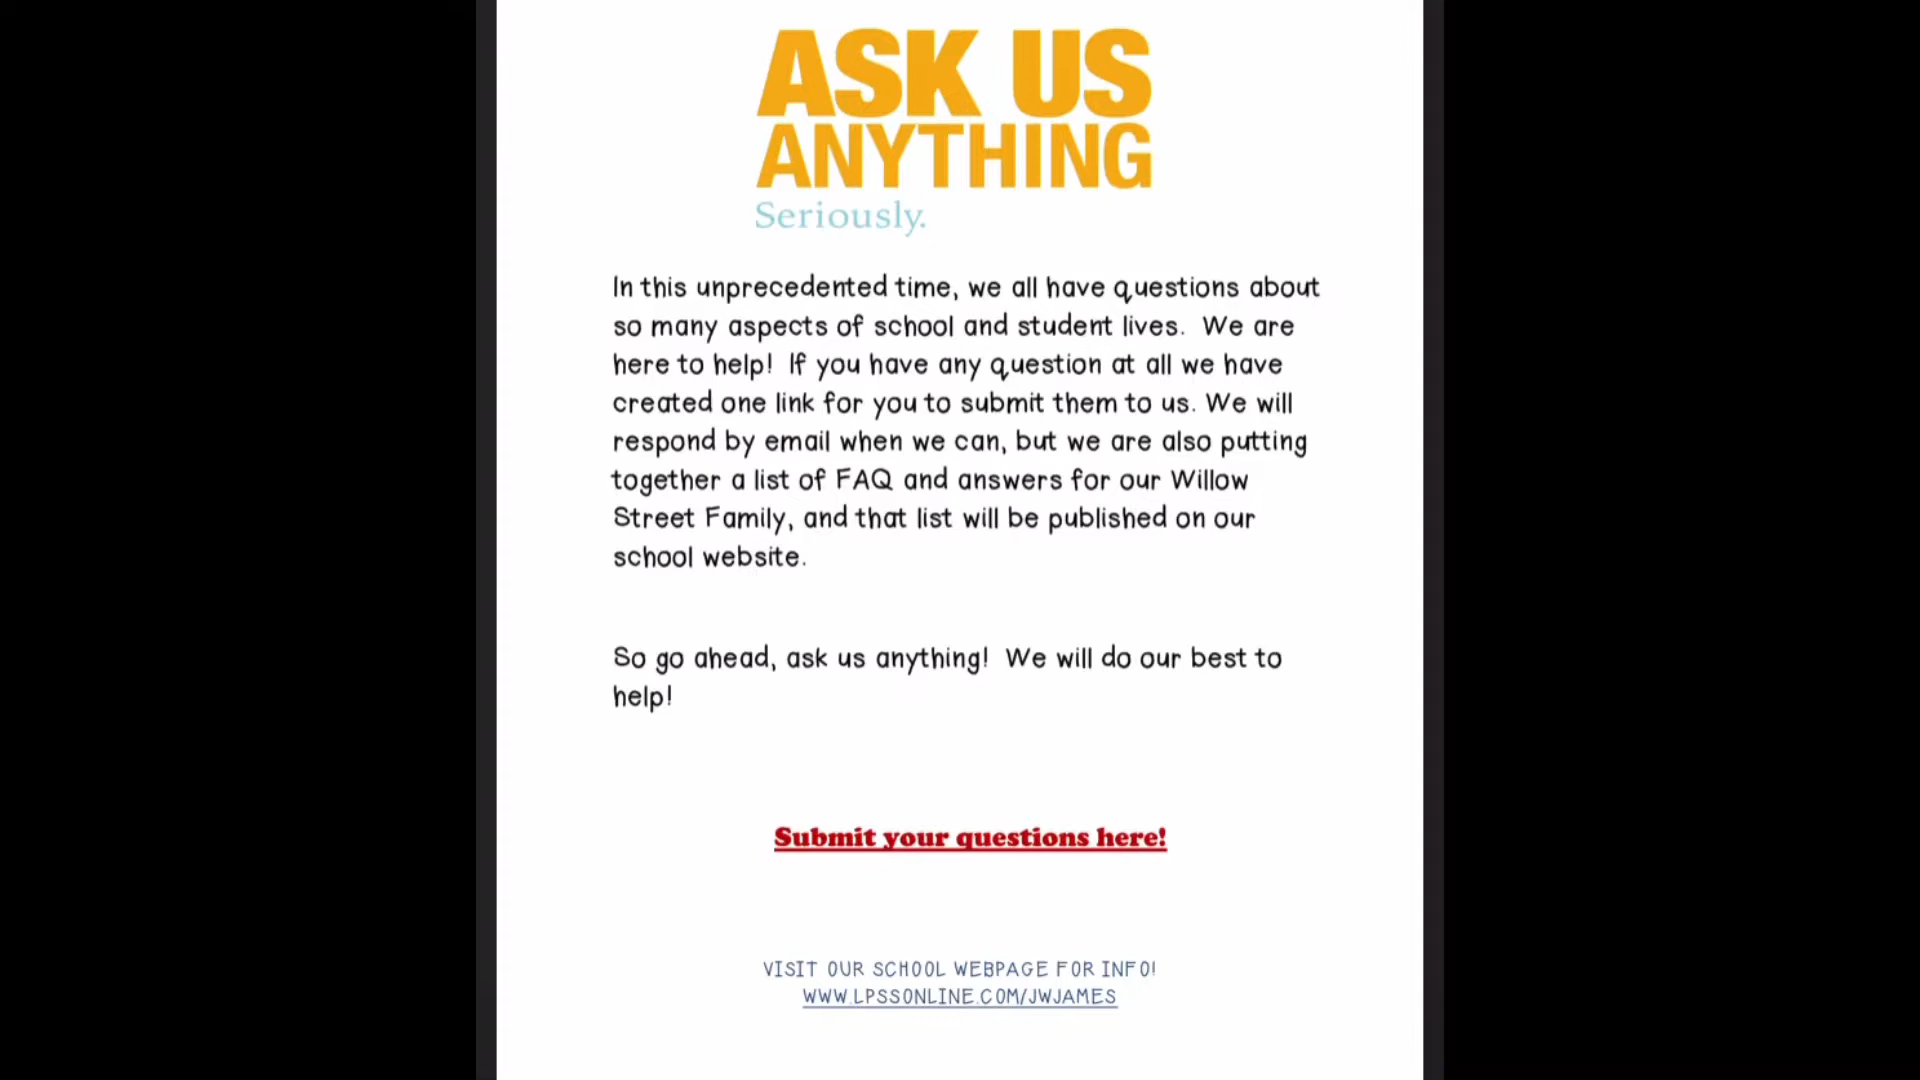 ASK US
ANYTHING
Seriously.
In this unprecedented time, we all have questions about
so many aspects of school and student lives.  We are
here to help!  If you have any question at all we have
created one link for you to submit them to us. We will
respond by email when we can, but we are also putting
together a list of FAQ and answers for our Willow
Street Family, and that list will be published on our
school website.
So go ahead, ask us anything!  We will do our best to
help!
Submit your questions here!
VISIT OUR SCHOOL WEBPAGE FOR INFO!
WWW.LPSSONLINE.COM/JWJAMES